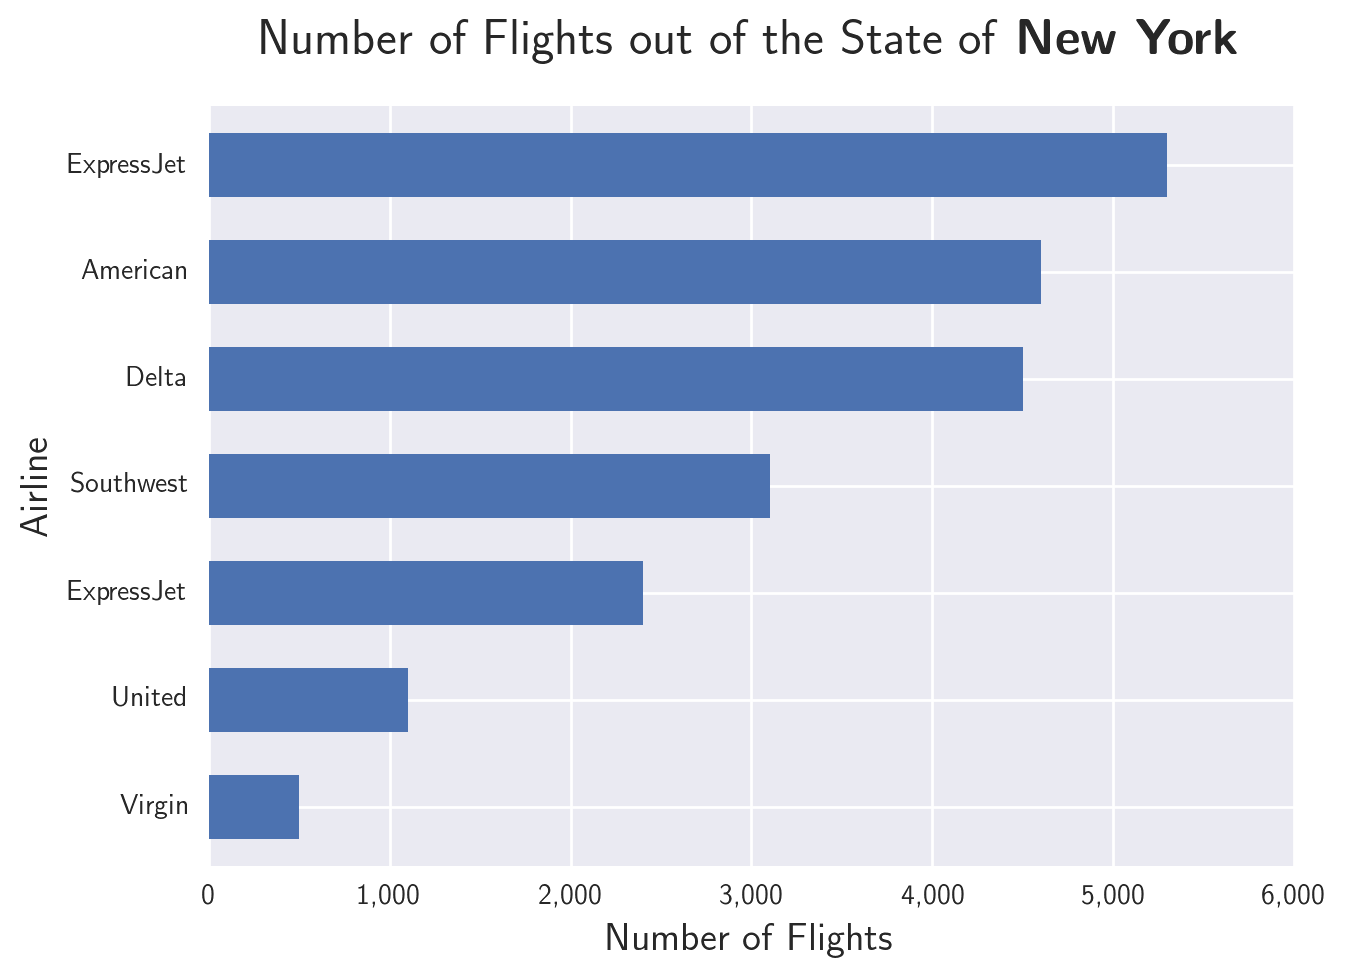 Number of Flights out of the State of New York
ExpressJet
American
Delta
Southwest
ExpressJet
United
Virgin
Airline
0 1,000 2,000 3,000 4,000 5,000 6,000
Number of Flights